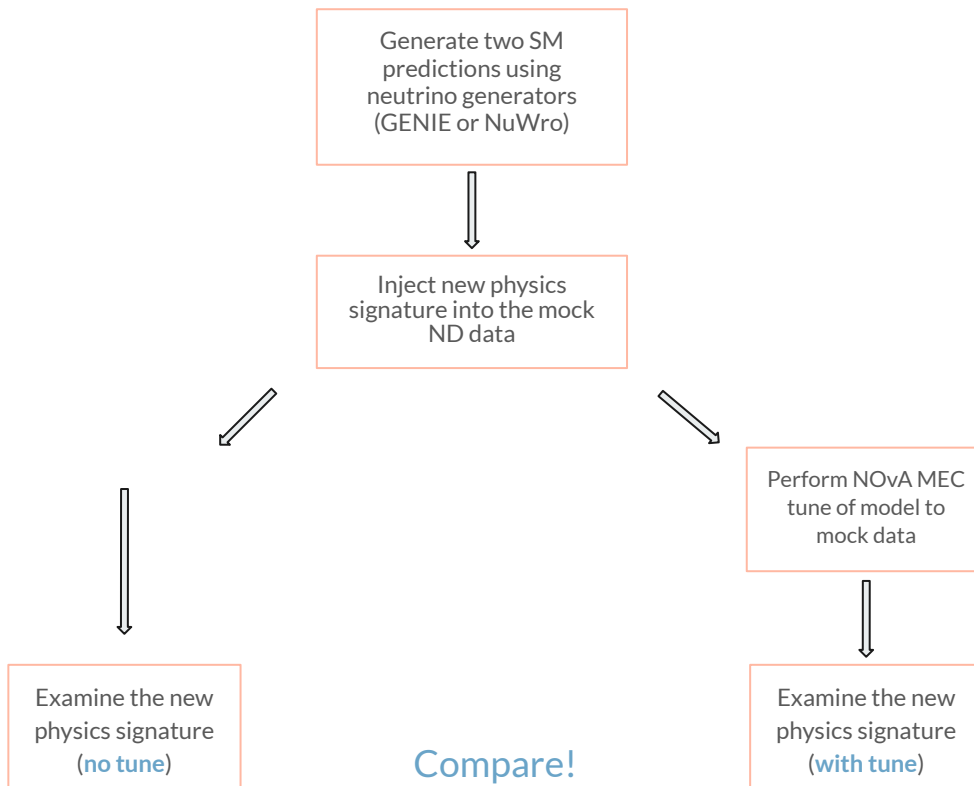 Generate two SM
predictions using
neutrino generators
(GENIE or NuWro)
Inject new physics
signature into the mock
ND data
Perform NOvA MEC
tune of model to
mock data
Examine the new
physics signature
(no tune)
Compare!
Examine the new
physics signature
(with tune)